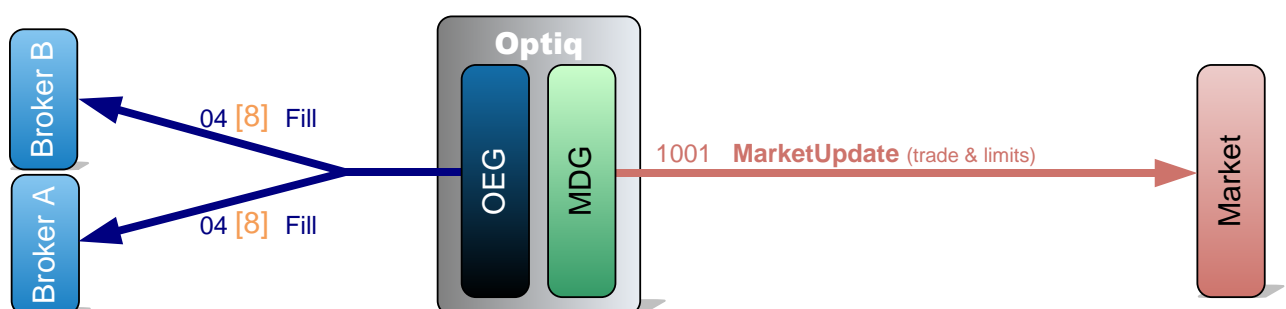 Optiq
Broker B
04 [8] Fill
OEG
MDG
1001 MarketUpdate (trade & limits)
Market
Broker A
04 [8] Fill